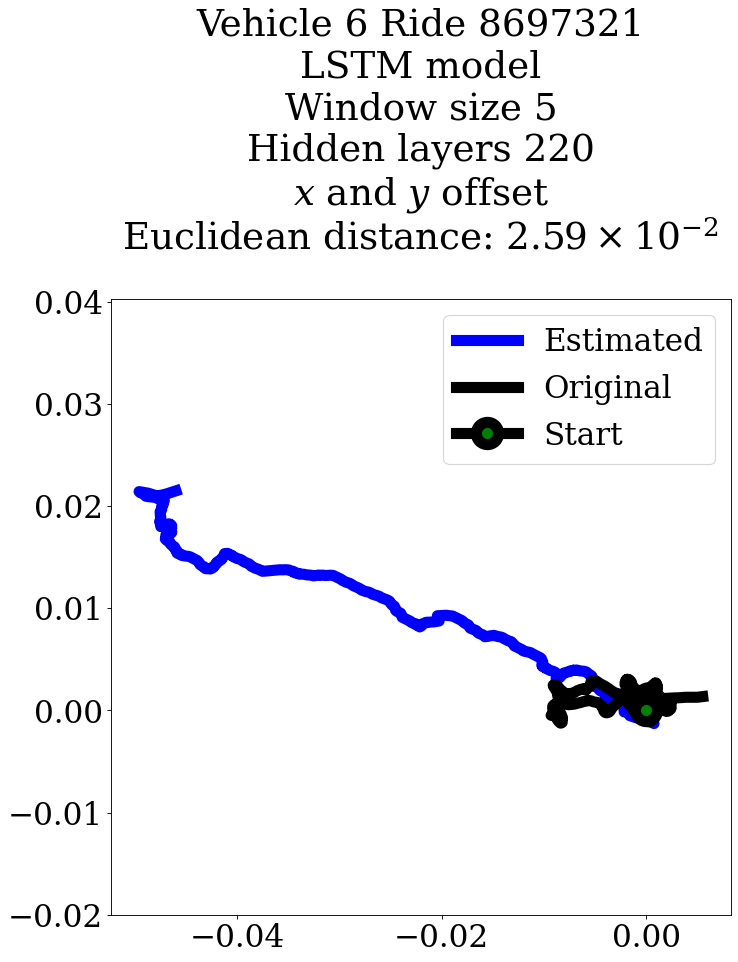 Vehicle 6 Ride 8697321
LSTM model
Window size 5
Hidden layers 220
x and y offset
Euclidean distance: 2.59 × 10⁻²
0.04
0.03
0.02
0.01
0.00
−0.01
−0.02
Estimated
Original
Start
−0.04
−0.02
0.00